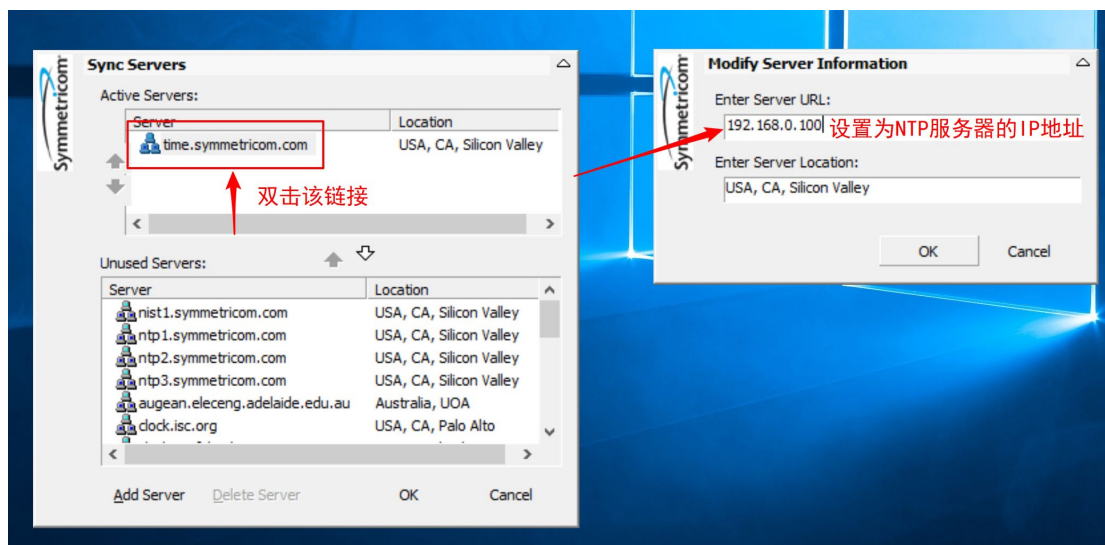 Symmetricom
Sync Servers
Active Servers:
Server Location
time.symmetricom.com USA, CA, Silicon Valley
双击该链接
Unused Servers:
Server Location
nist1.symmetricom.com USA, CA, Silicon Valley
ntp1.symmetricom.com USA, CA, Silicon Valley
ntp2.symmetricom.com USA, CA, Silicon Valley
ntp3.symmetricom.com USA, CA, Silicon Valley
augean.eleceng.adelaide.edu.au Australia, UOA
clock.isc.org USA, CA, Palo Alto
Add Server Delete Server OK Cancel
Symmetricom
Modify Server Information
Enter Server URL:
192.168.0.100 设置为NTP服务器的IP地址
Enter Server Location:
USA, CA, Silicon Valley
OK Cancel